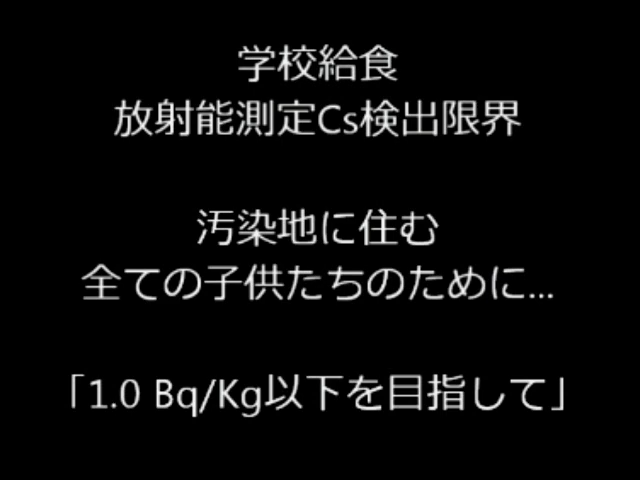 学校給食
放射能測定Cs検出限界
汚染地に住む
全ての子供たちのために...
「1.0 Bq/Kg以下を目指して」